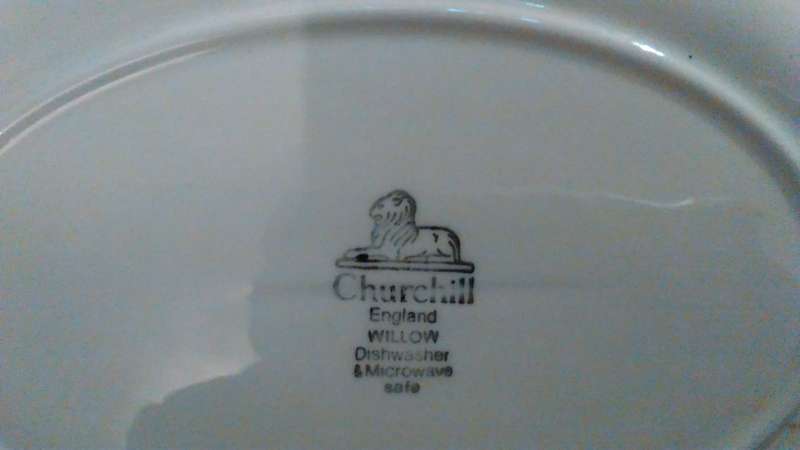 Churchill
England
WILLOW
Dishwasher
& Microwave
safe